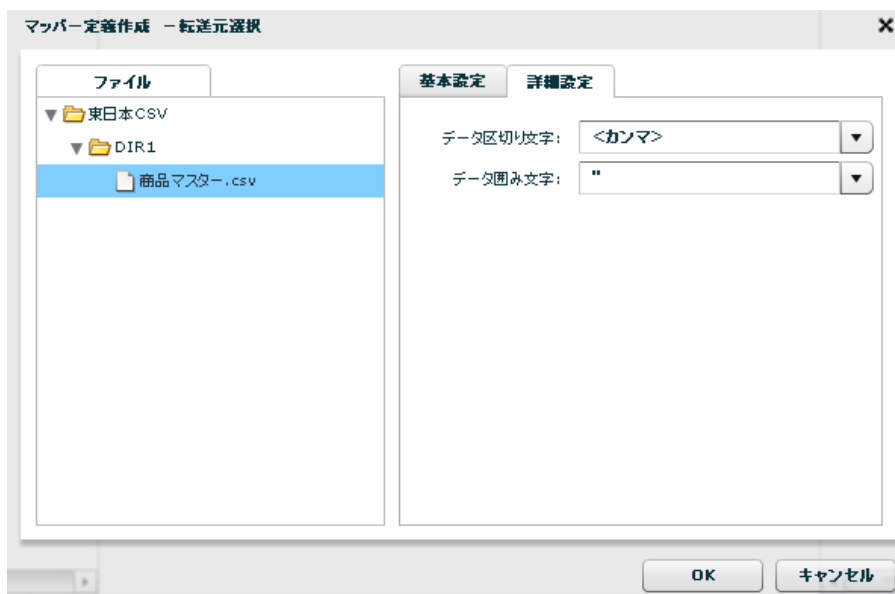 マッパー定義作成 －転送元選択
ファイル
東日本CSV
DIR1
商品マスター.csv
基本設定 詳細設定
データ区切り文字: <カンマ>
データ囲み文字: "
OK キャンセル